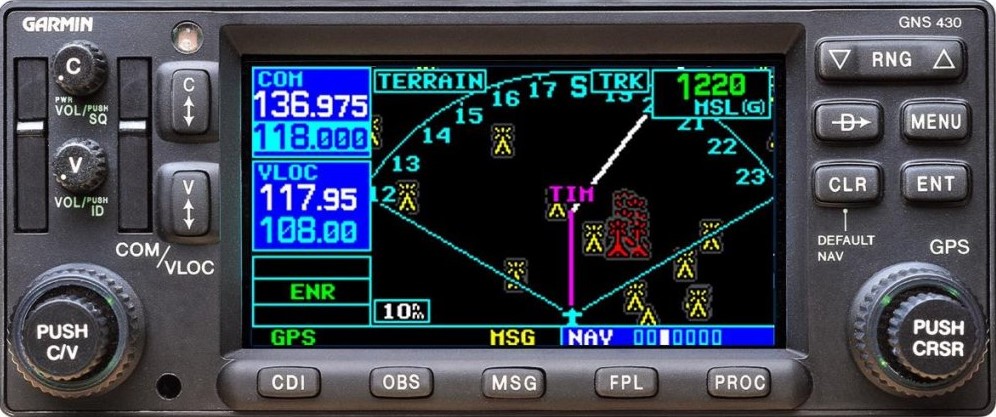 GARMIN
GNS 430
C
PWR
VOL/PUSH
SQ
C
V
VOL/PUSH
ID
V
COM/VLOC
PUSH
C/V
COM
136.975
118.000
VLOC
117.95
108.00
ENR
GPS
TERRAIN
TRK
1220
MSL(G)
12
13
14
15
16
17
S
19
21
22
23
TIM
MSG
NAV
RNG
D
MENU
CLR
ENT
DEFAULT
NAV
GPS
PUSH
CRSR
CDI
OBS
MSG
FPL
PROC